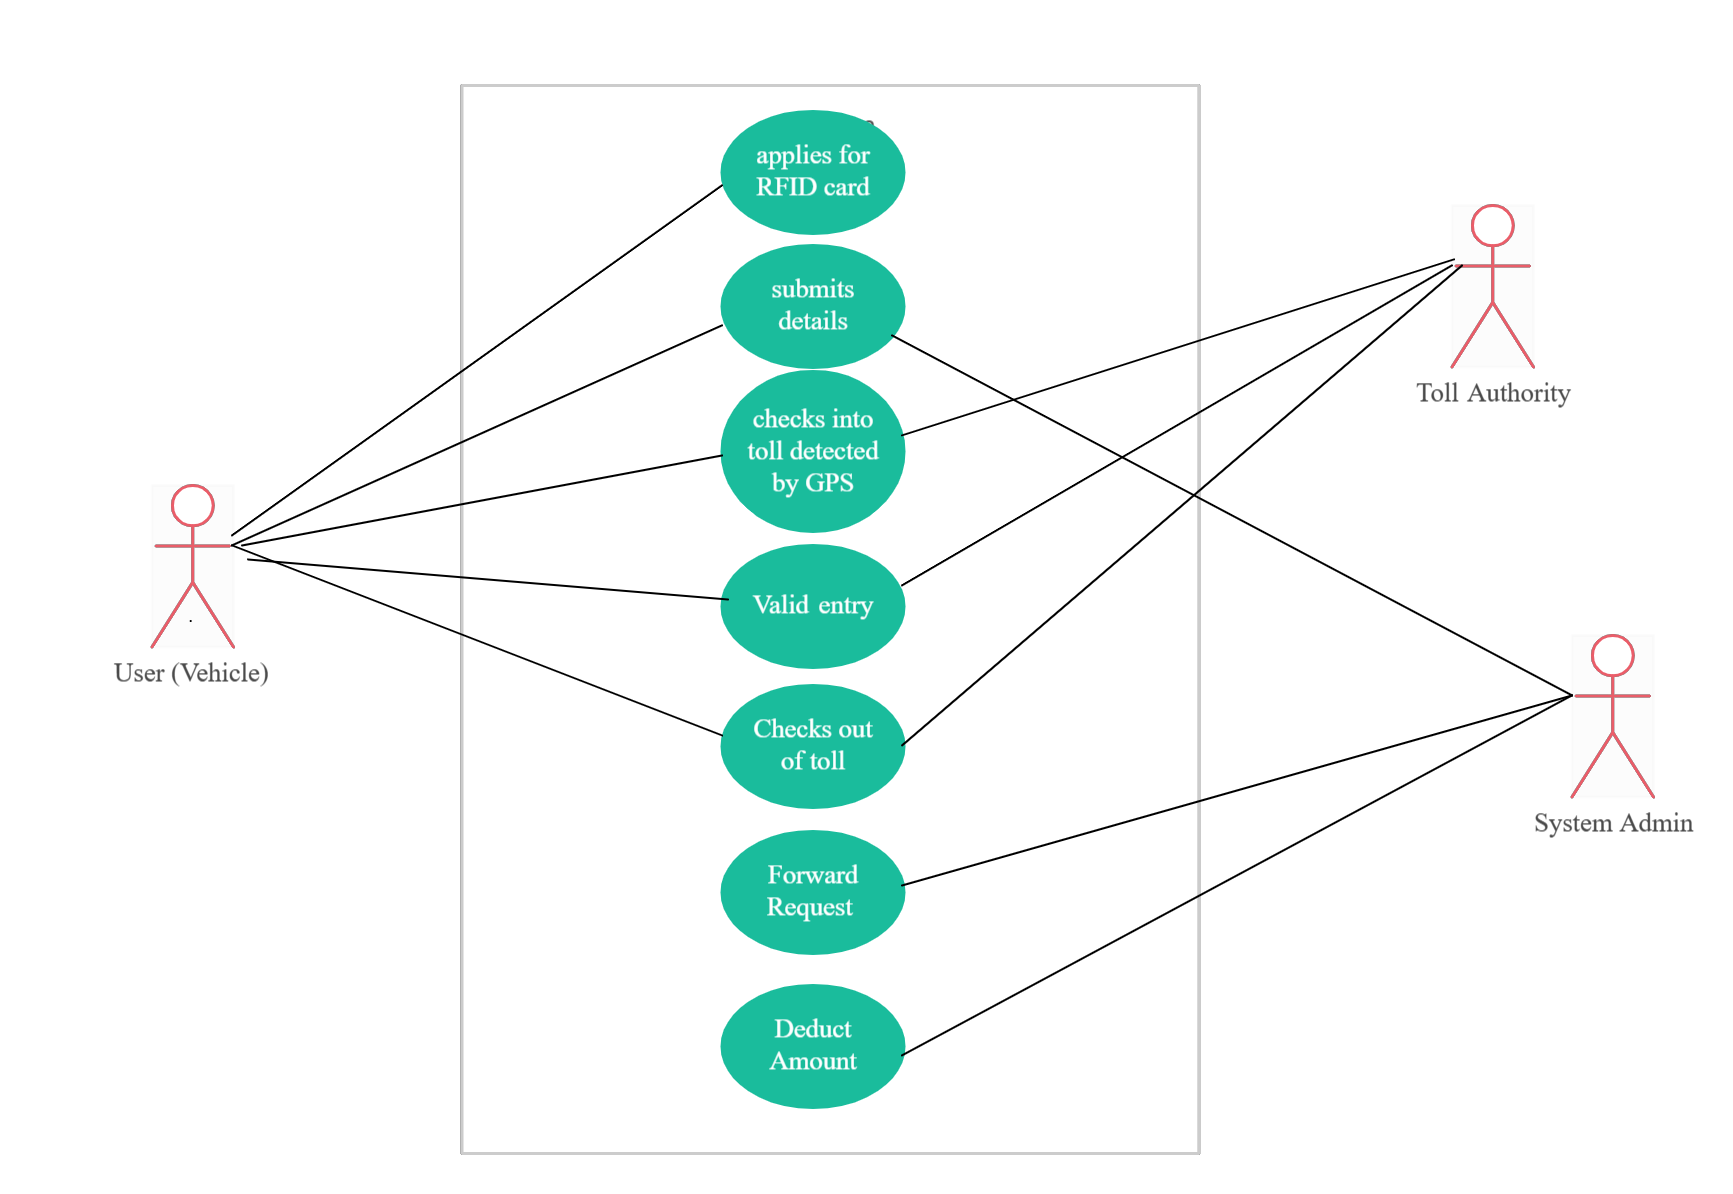 applies for
RFID card
submits
details
checks into
toll detected
by GPS
Valid entry
Checks out
of toll
Forward
Request
Deduct
Amount
User (Vehicle)
Toll Authority
System Admin